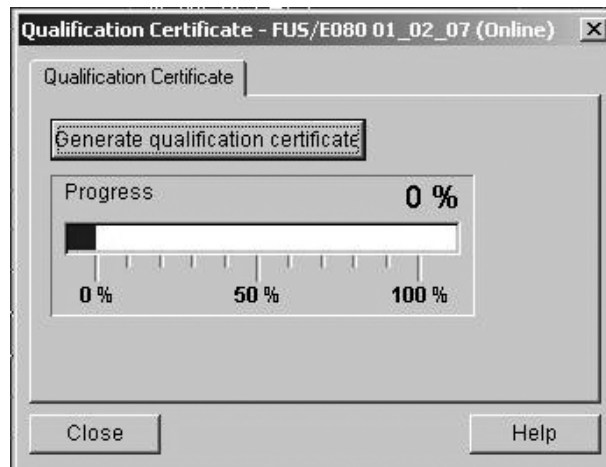 Qualification Certificate - FUS/E080 01_02_07 (Online)
Qualification Certificate
Generate qualification certificate
Progress 0 %
0 % 50 % 100 %
Close Help